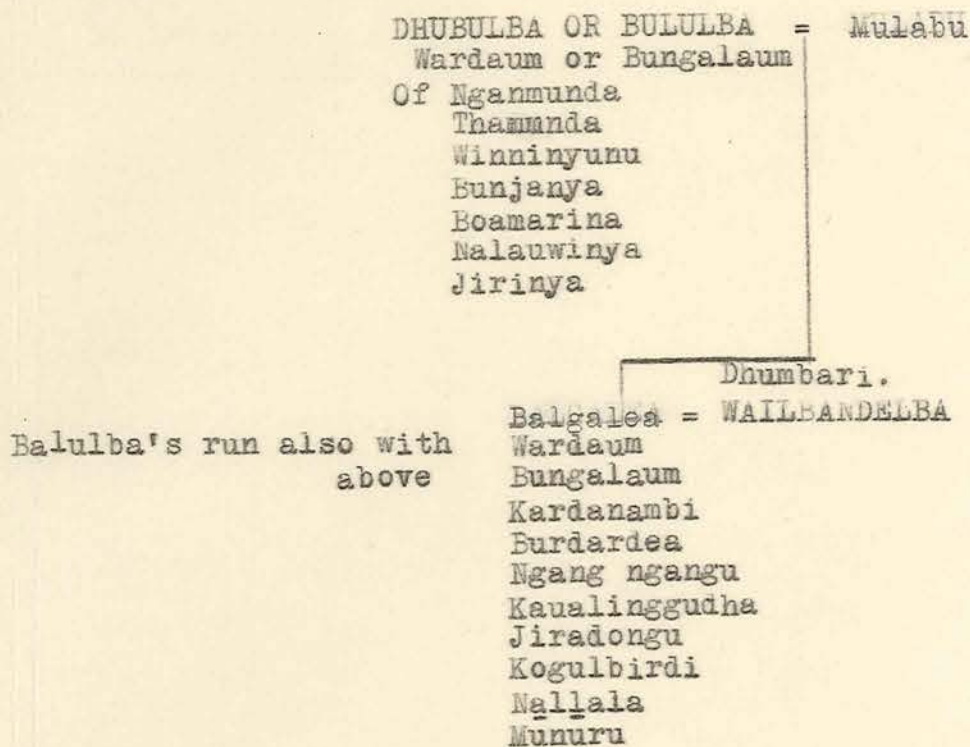 DHUBULBA OR BULULBA = Mulabu
Wardaum or Bungalaum
Of Nganmunda
Thammnda
Winninyunu
Bunjanya
Boamarina
Nalauwinya
Jirinya
Dhumbari.
Balgalea = WAILBANDELBA
Balulba's run also with
above
Wardaum
Bungalaum
Kardanambi
Burdardea
Ngang ngangu
Kaualinggudha
Jiradongu
Kogulbirdi
Nallala
Munuru